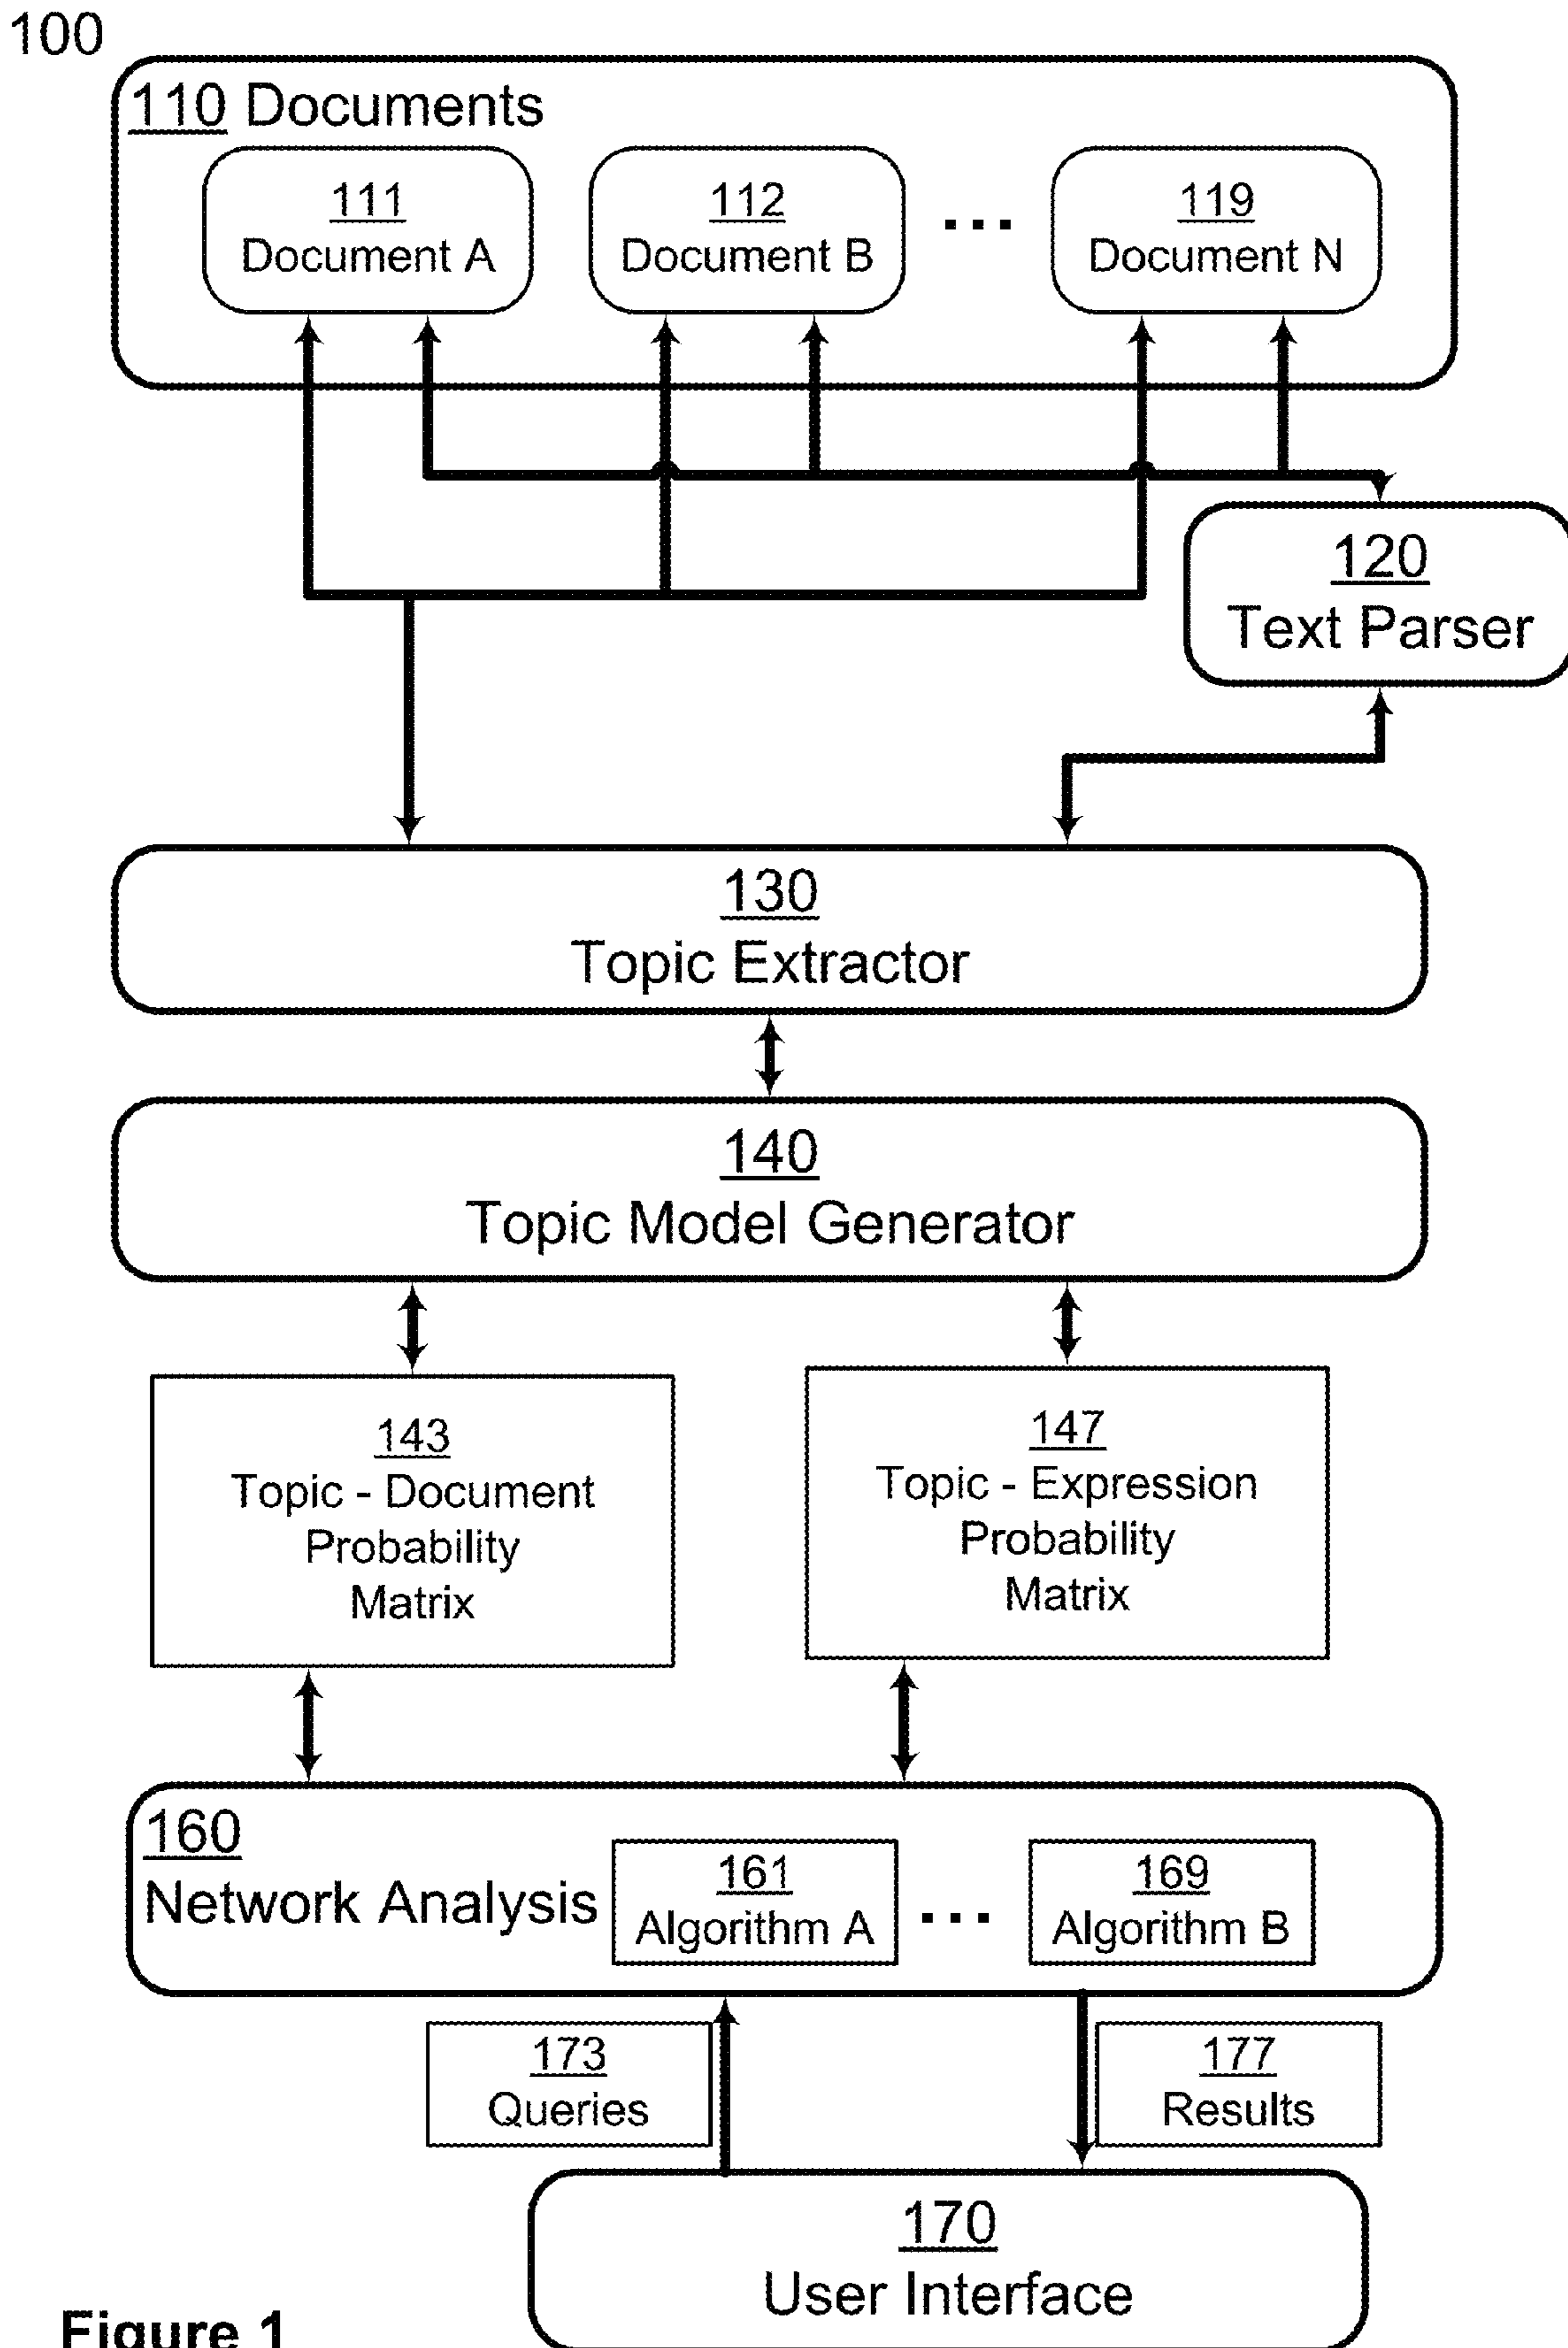 100
110 Documents
111
Document A
112
Document B
...
119
Document N
120
Text Parser
130
Topic Extractor
140
Topic Model Generator
143
Topic - Document
Probability
Matrix
147
Topic - Expression
Probability
Matrix
160
Network Analysis
161
Algorithm A
...
169
Algorithm B
173
Queries
177
Results
170
User Interface
Figure 1